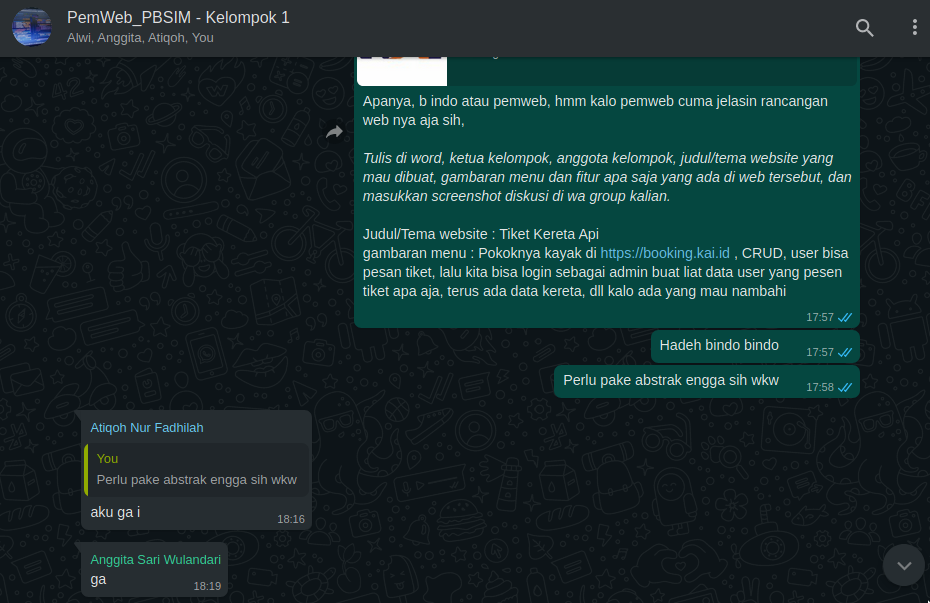 PemWeb_PBSIM - Kelompok 1
Alwi, Anggita, Atiqoh, You
Apanya, b indo atau pemweb, hmm kalo pemweb cuma jelasin rancangan
web nya aja sih,
Tulis di word, ketua kelompok, anggota kelompok, judul/tema website yang
mau dibuat, gambaran menu dan fitur apa saja yang ada di web tersebut, dan
masukkan screenshot diskusi di wa group kalian.
Judul/Tema website : Tiket Kereta Api
gambaran menu : Pokoknya kayak di https://booking.kai.id , CRUD, user bisa
pesan tiket, lalu kita bisa login sebagai admin buat liat data user yang pesen
tiket apa aja, terus ada data kereta, dll kalo ada yang mau nambahi
17:57
Hadeh bindo bindo
17:57
Perlu pake abstrak engga sih wkw
17:58
Atiqoh Nur Fadhilah
You
Perlu pake abstrak engga sih wkw
aku ga i
18:16
Anggita Sari Wulandari
ga
18:19